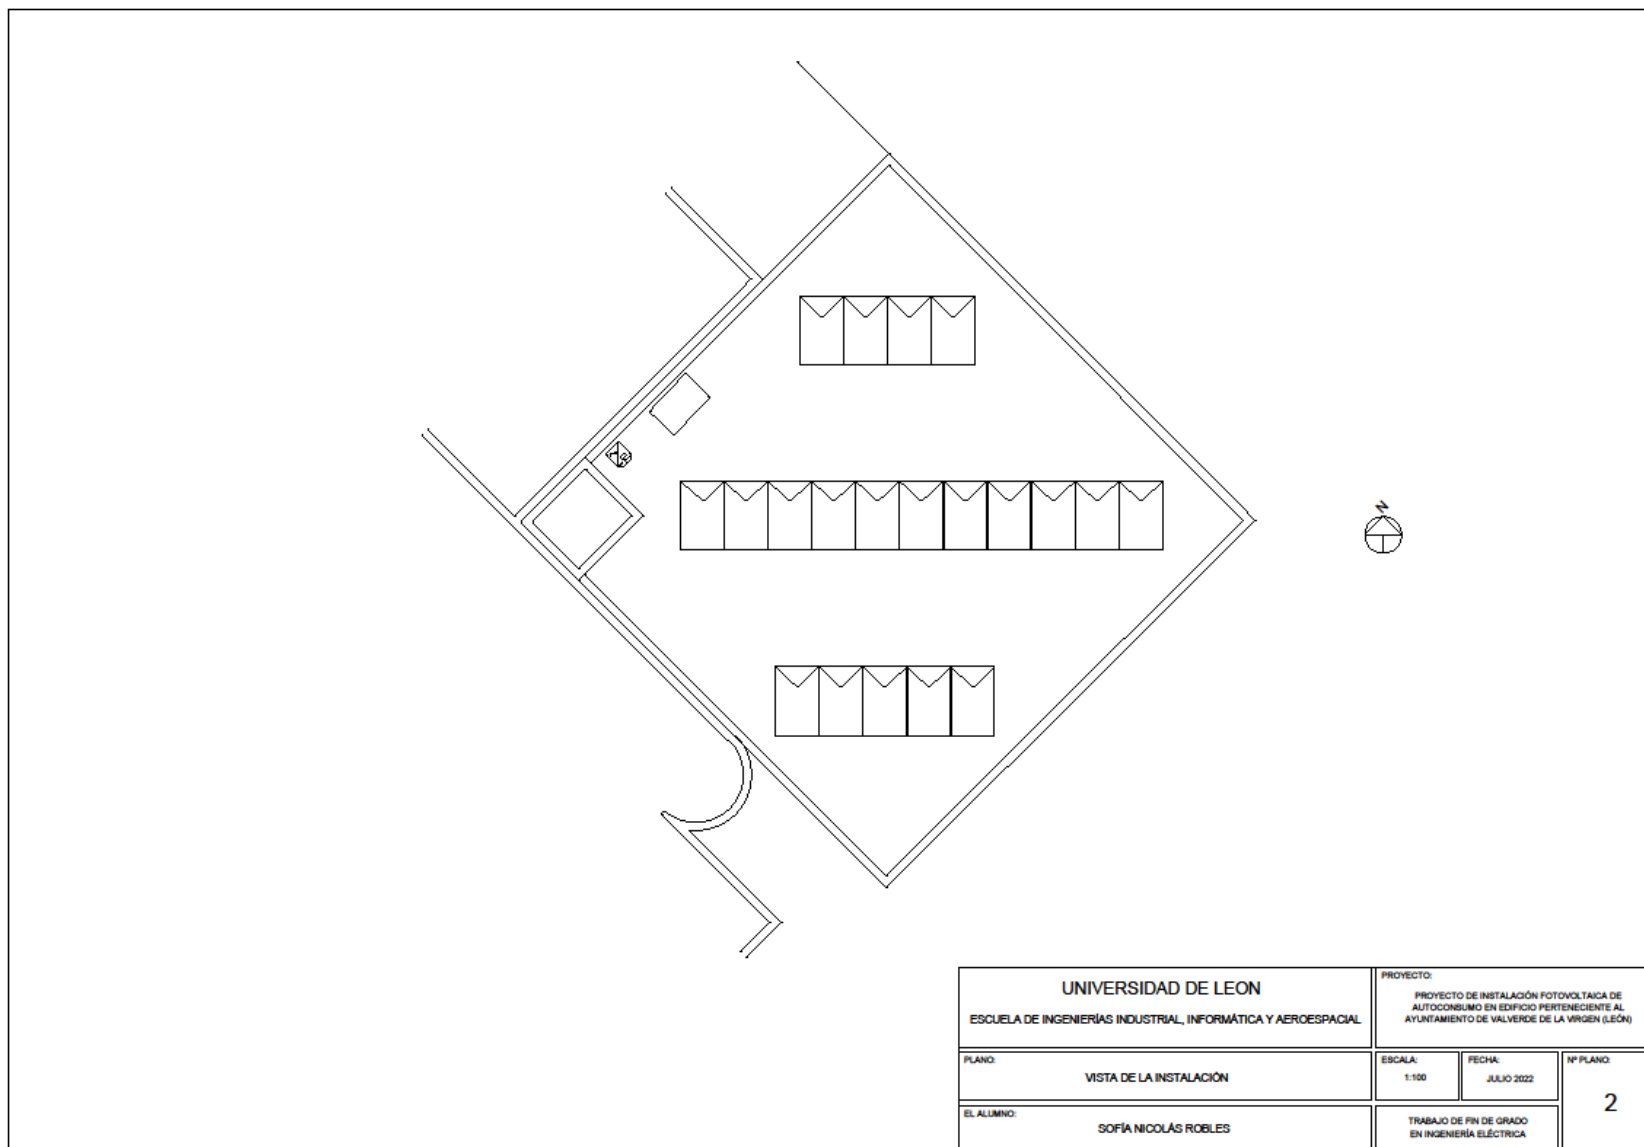 N
UNIVERSIDAD DE LEON
ESCUELA DE INGENIERÍAS INDUSTRIAL, INFORMÁTICA Y AEROESPACIAL
PROYECTO:
PROYECTO DE INSTALACIÓN FOTOVOLTAICA DE
AUTOCONSUMO EN EDIFICIO PERTENECIENTE AL
AYUNTAMIENTO DE VALVERDE DE LA VIRGEN (LEÓN)
PLANO:
VISTA DE LA INSTALACIÓN
ESCALA:
1:100
FECHA:
JULIO 2022
Nº PLANO:
2
EL ALUMNO:
SOFÍA NICOLÁS ROBLES
TRABAJO DE FIN DE GRADO
EN INGENIERÍA ELÉCTRICA